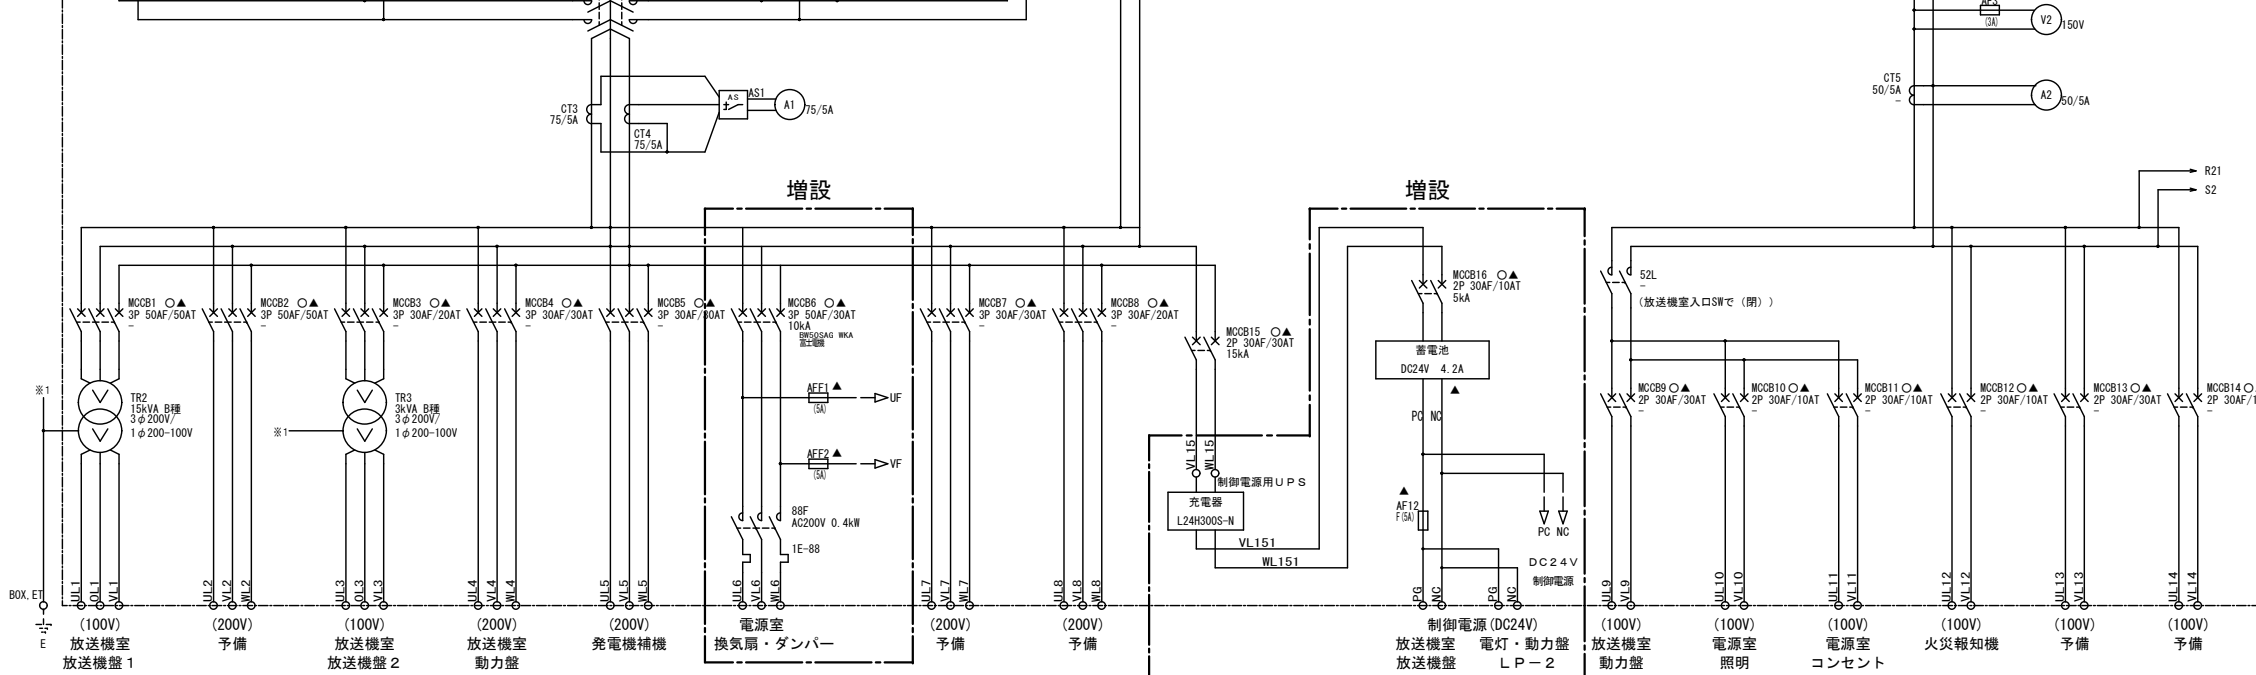 AF3
(3A)
V2
150V
CT5
50/5A
−
A2
50/5A
CT3
75/5A
CT4
75/5A
AS
AS1
A1
75/5A
R21
S2
増設
増設
MCCB1 ○▲
3P 50AF/50AT
−
MCCB2 ○▲
3P 50AF/50AT
−
MCCB3 ○▲
3P 30AF/20AT
−
MCCB4 ○▲
3P 30AF/30AT
−
MCCB5 ○▲
3P 30AF/30AT
−
MCCB6 ○▲
3P 50AF/30AT
10kA
BW50SAG WKA
富士電機
MCCB7 ○▲
3P 30AF/30AT
−
MCCB8 ○▲
3P 30AF/20AT
−
MCCB15 ○▲
2P 30AF/30AT
15kA
MCCB16 ○▲
2P 30AF/10AT
5kA
52L
−
(放送機室入口SWで(閉))
蓄電池
DC24V 4.2A
▲
PC NC
MCCB9 ○▲
2P 30AF/30AT
−
MCCB10 ○▲
2P 30AF/10AT
−
MCCB11 ○▲
2P 30AF/10AT
−
MCCB12 ○▲
2P 30AF/10AT
−
MCCB13 ○▲
2P 30AF/30AT
−
MCCB14 ○
2P 30AF/1
−
※1
TR2
15kVA B種
3φ200V/
1φ200-100V
※1
TR3
3kVA B種
3φ200V/
1φ200-100V
AFF1 ▲
(5A)
UF
AFF2 ▲
(5A)
VF
88F
AC200V 0.4kW
1E-88
VL15
WL15
制御電源用UPS
充電器
L24H300S-N
VL151
WL151
▲
AF12
F(5A)
PC NC
DC24V
制御電源
BOX.ET
E
UL1
OL1
VL1
UL2
VL2
WL2
UL3
OL3
VL3
UL4
VL4
WL4
UL5
VL5
WL5
UL6
VL6
WL6
UL7
VL7
WL7
UL8
VL8
WL8
PG
NC
PG
NC
UL9
VL9
UL10
VL10
UL11
VL11
UL12
VL12
UL13
VL13
UL14
VL14
(100V)
放送機室
放送機盤1
(200V)
予備
(100V)
放送機室
放送機盤2
(200V)
放送機室
動力盤
(200V)
発電機補機
電源室
換気扇・ダンパー
(200V)
予備
(200V)
予備
制御電源(DC24V)
放送機室
放送機盤
電灯・動力盤
LP−2
(100V)
放送機室
動力盤
(100V)
電源室
照明
(100V)
電源室
コンセント
(100V)
火災報知機
(100V)
予備
(100V)
予備